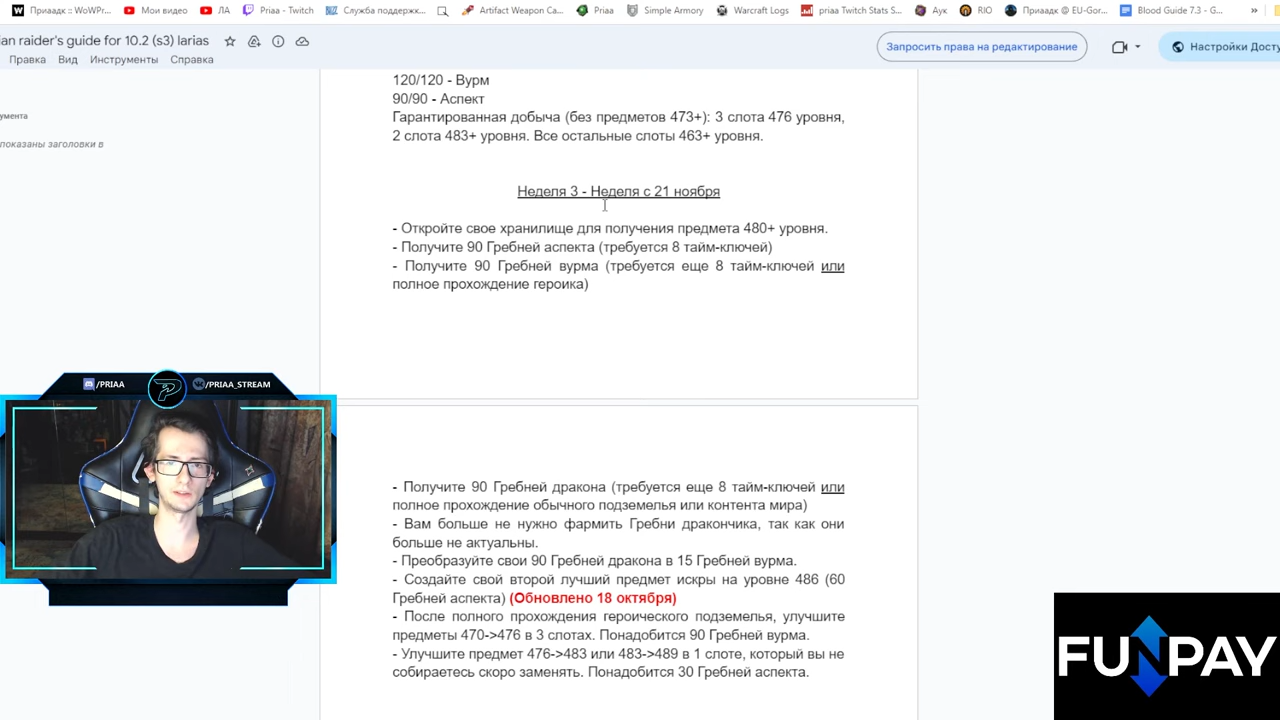 Приаадк :: WoWPr...
Мои видео
ЛА
Priaa - Twitch
Служба поддержк...
Artifact Weapon Ca...
Priaa
Simple Armory
Warcraft Logs
priaa Twitch Stats S...
Аук
RIO
Приаадк @ EU-Gor...
Blood Guide 7.3 - G...
»
ian raider's guide for 10.2 (s3) larias
Запросить права на редактирование
Настройки Досту
Правка
Вид
Инструменты
Справка
умента
показаны заголовки в
120/120 - Вурм
90/90 - Аспект
Гарантированная добыча (без предметов 473+): 3 слота 476 уровня,
2 слота 483+ уровня. Все остальные слоты 463+ уровня.
Неделя 3 - Неделя с 21 ноября
- Откройте свое хранилище для получения предмета 480+ уровня.
- Получите 90 Гребней аспекта (требуется 8 тайм-ключей)
- Получите 90 Гребней вурма (требуется еще 8 тайм-ключей или
полное прохождение героика)
- Получите 90 Гребней дракона (требуется еще 8 тайм-ключей или
полное прохождение обычного подземелья или контента мира)
- Вам больше не нужно фармить Гребни дракончика, так как они
больше не актуальны.
- Преобразуйте свои 90 Гребней дракона в 15 Гребней вурма.
- Создайте свой второй лучший предмет искры на уровне 486 (60
Гребней аспекта) (Обновлено 18 октября)
- После полного прохождения героического подземелья, улучшите
предметы 470->476 в 3 слотах. Понадобится 90 Гребней вурма.
- Улучшите предмет 476->483 или 483->489 в 1 слоте, который вы не
собираетесь скоро заменять. Понадобится 30 Гребней аспекта.
/PRIAA
/PRIAA_STREAM
FUNPAY